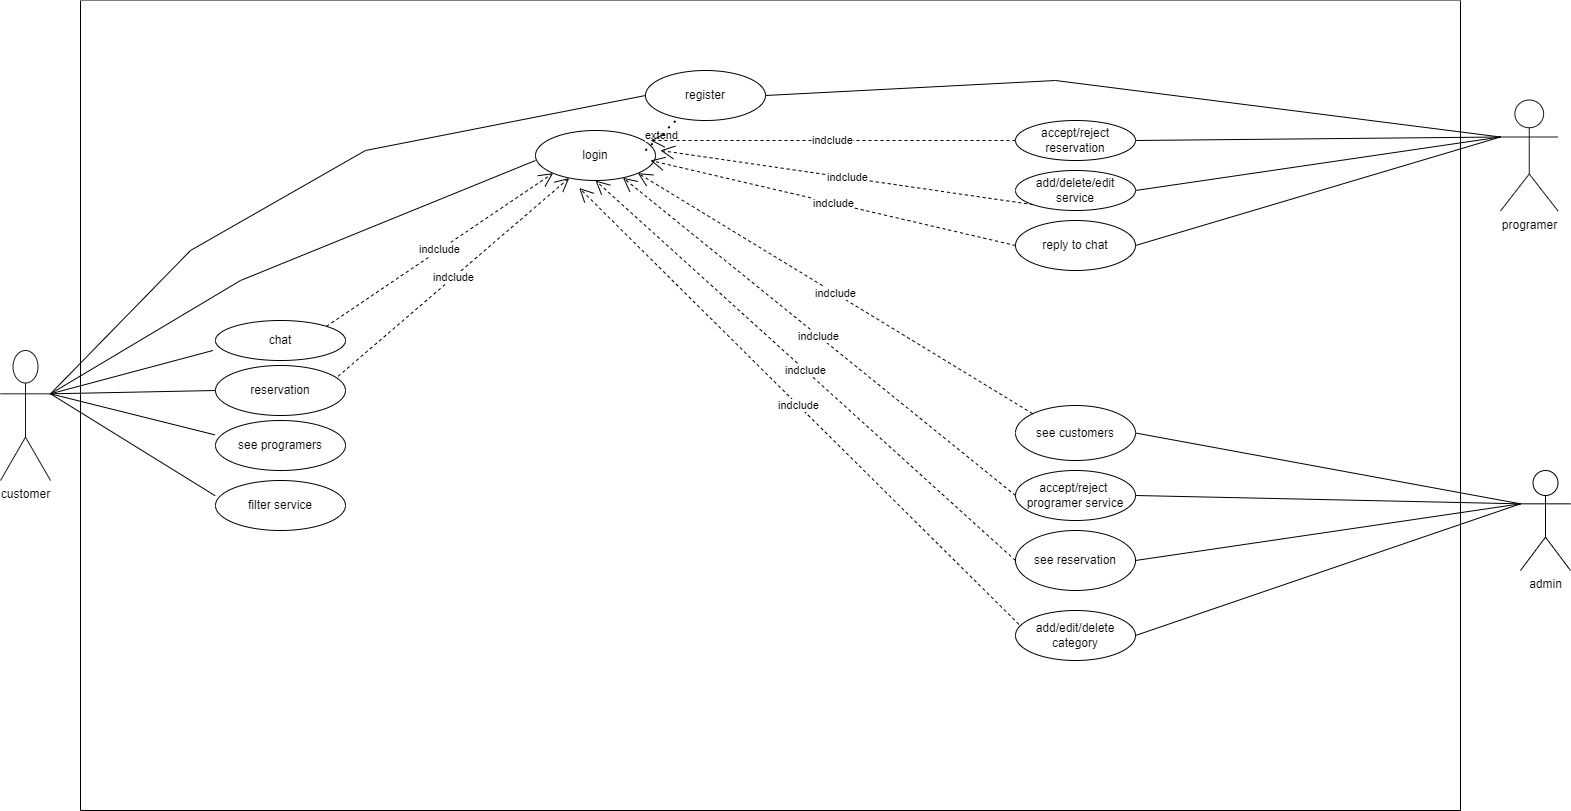 register
extend
login
indclude
accept/reject
reservation
indclude
add/delete/edit
service
indclude
reply to chat
programer
indclude
indclude
indclude
chat
indclude
reservation
indclude
see programers
indclude
filter service
customer
see customers
accept/reject
programer service
see reservation
admin
add/edit/delete
category